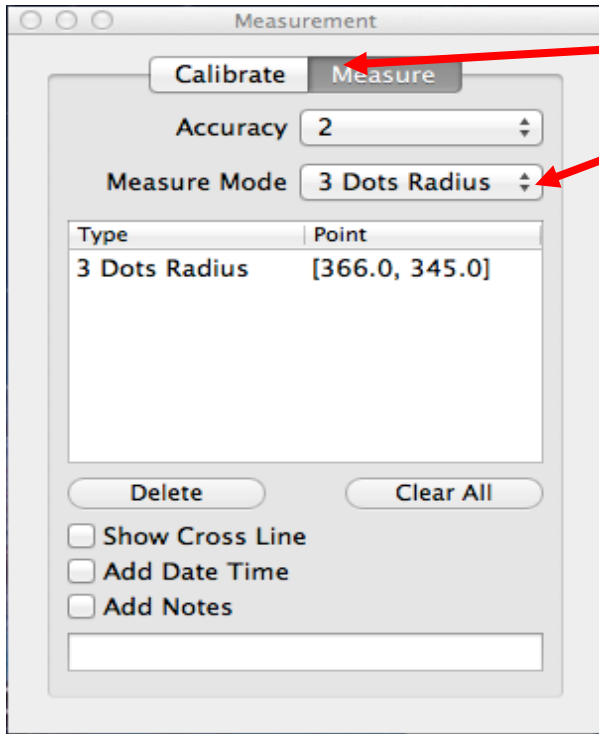 Measurement
Calibrate Measure
Accuracy 2
Measure Mode 3 Dots Radius
Type Point
3 Dots Radius [366.0, 345.0]
Delete Clear All
Show Cross Line
Add Date Time
Add Notes